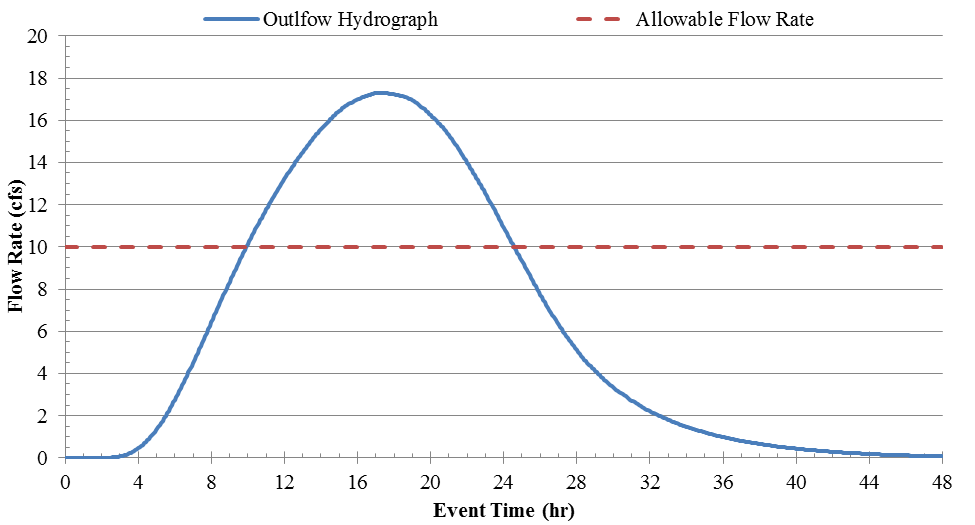 Outlfow Hydrograph Allowable Flow Rate
20
18
16
14
12
10
8
6
4
2
0
Flow Rate (cfs)
0 4 8 12 16 20 24 28 32 36 40 44 48
Event Time (hr)